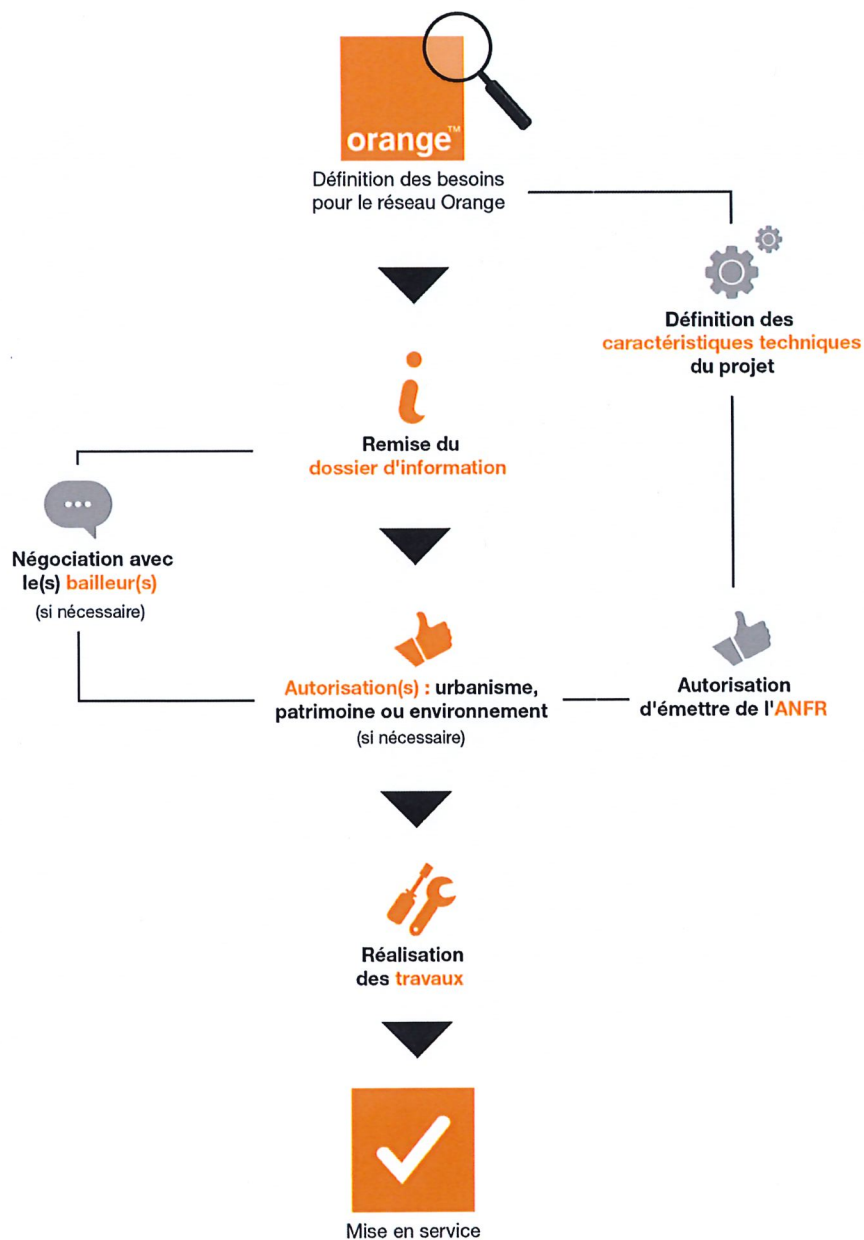 orange™
Définition des besoins
pour le réseau Orange
Définition des
caractéristiques techniques
du projet
Remise du
dossier d'information
Négociation avec
le(s) bailleur(s)
(si nécessaire)
Autorisation(s) : urbanisme,
patrimoine ou environnement
(si nécessaire)
Autorisation
d'émettre de l'ANFR
Réalisation
des travaux
Mise en service